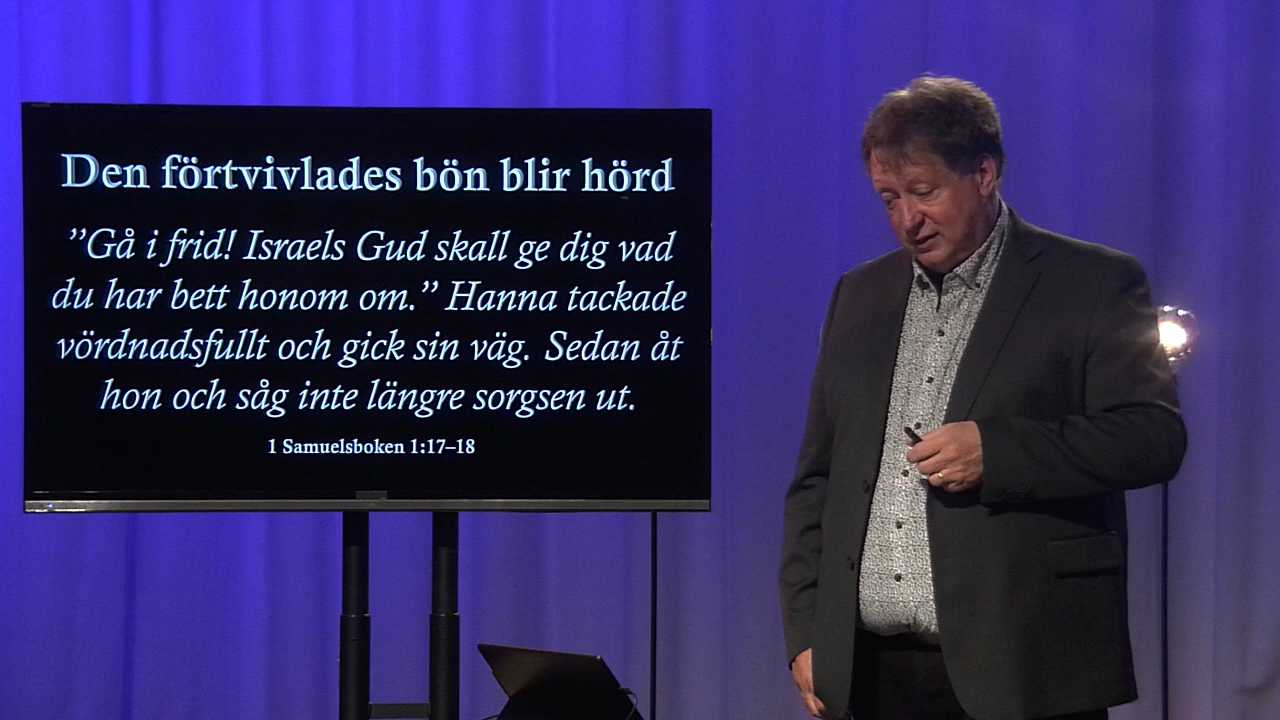 Den förtvivlades bön blir hörd
”Gå i frid! Israels Gud skall ge dig vad
du har bett honom om.” Hanna tackade
vördnadsfullt och gick sin väg. Sedan åt
hon och såg inte längre sorgsen ut.
1 Samuelsboken 1:17–18